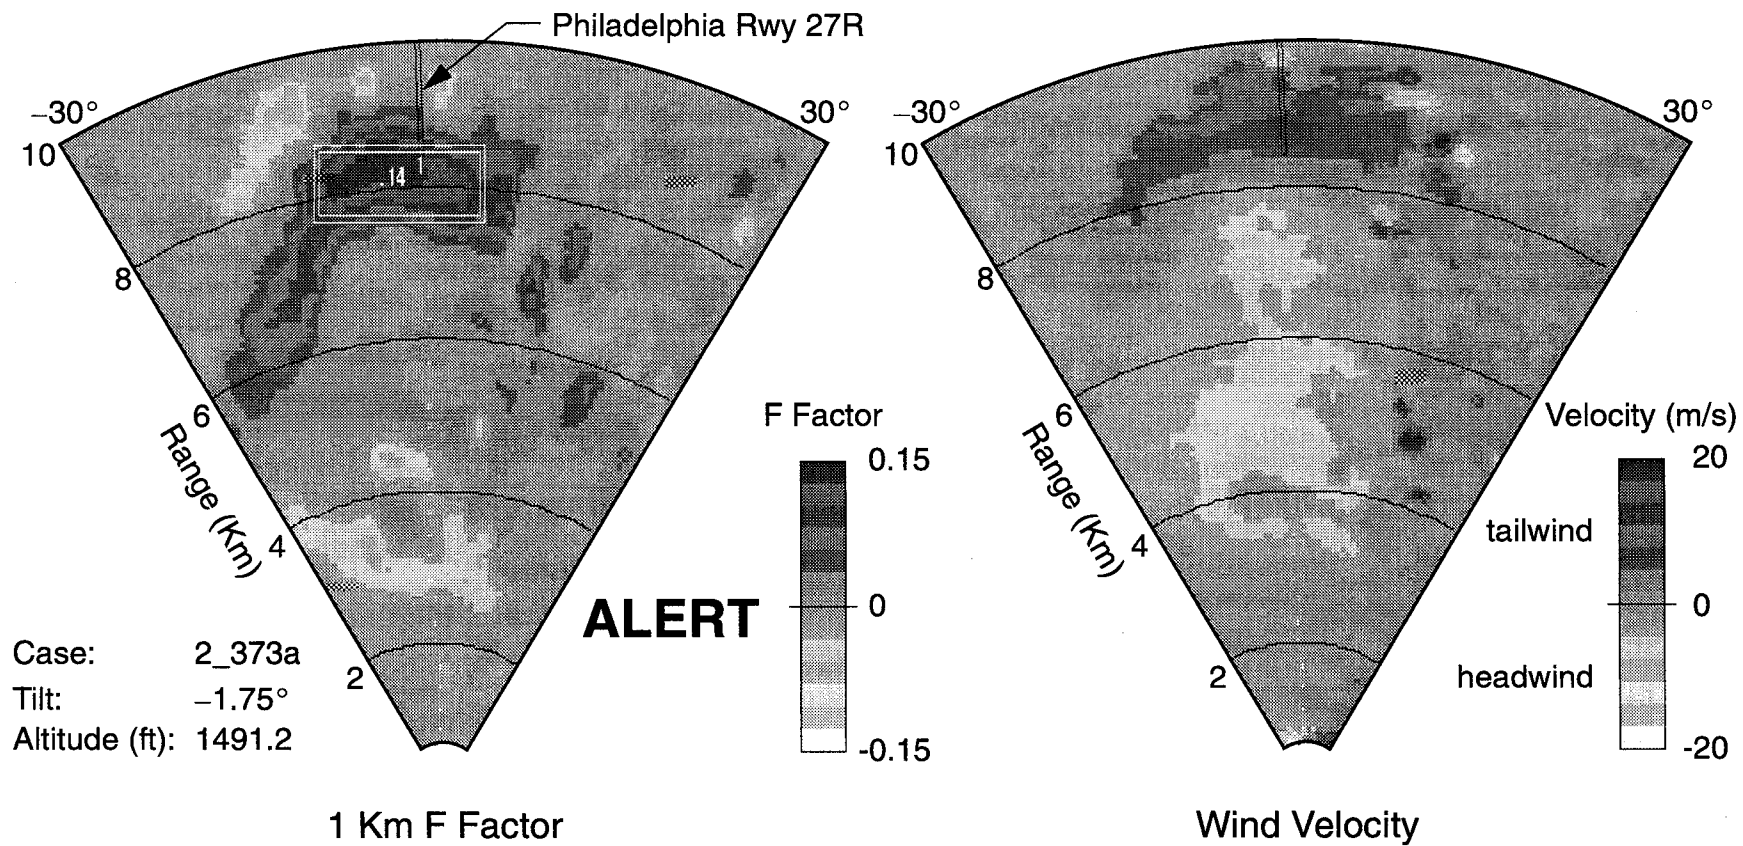 Philadelphia Rwy 27R
−30°
30°
10
8
6
4
2
Range (Km)
1
.14
F Factor
0.15
0
-0.15
ALERT
Case: 2_373a
Tilt: −1.75°
Altitude (ft): 1491.2
1 Km F Factor
−30°
30°
10
8
6
4
2
Range (Km)
Velocity (m/s)
20
tailwind
0
headwind
-20
Wind Velocity